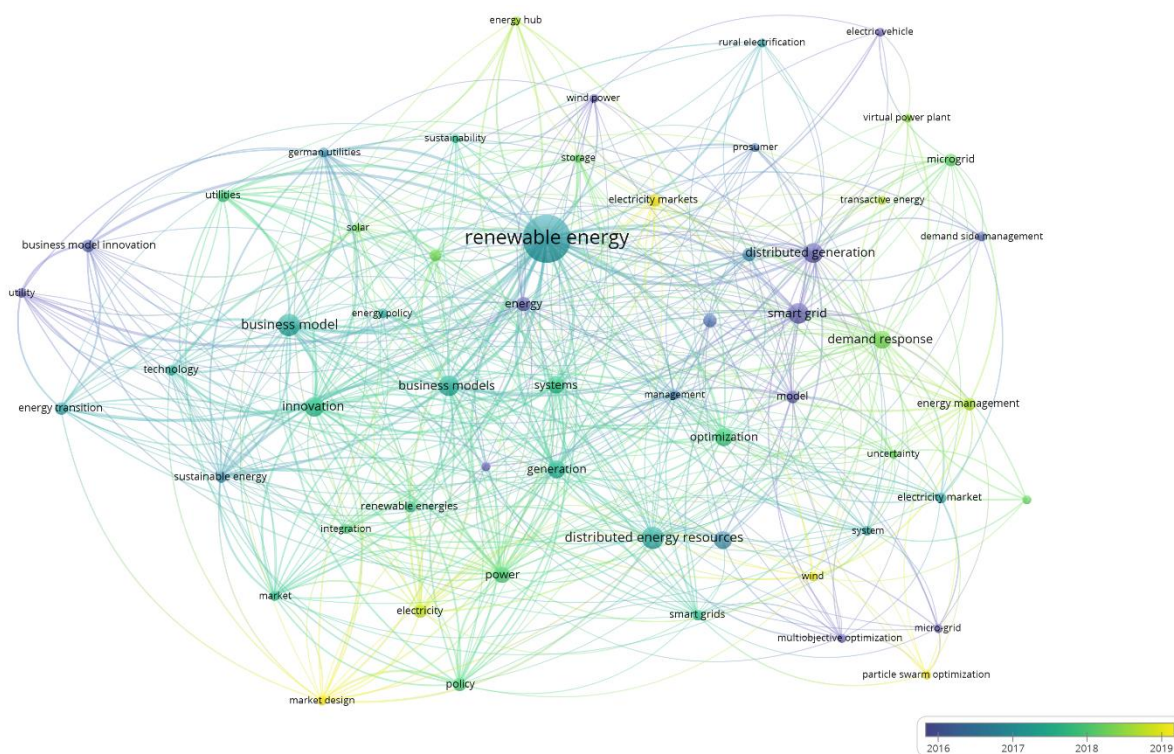 energy hub
electric vehicle
rural electrification
wind power
virtual power plant
sustainability
prosumer
german utilities
storage
microgrid
utilities
electricity markets
transactive energy
solar
renewable energy
demand side management
business model innovation
distributed generation
utility
energy
energy policy
smart grid
business model
demand response
technology
business models
systems
management
model
energy management
energy transition
innovation
optimization
uncertainty
sustainable energy
generation
electricity market
renewable energies
integration
system
distributed energy resources
power
wind
market
electricity
smart grids
micro-grid
multiobjective optimization
particle swarm optimization
policy
market design
2016 2017 2018 2019